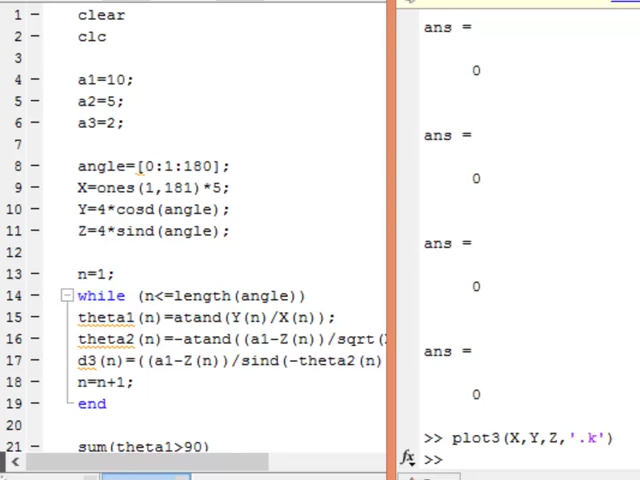 1 - clear
2 - clc
3
4 - a1=10;
5 - a2=5;
6 - a3=2;
7
8 - angle=[0:1:180];
9 - X=ones(1,181)*5;
10 - Y=4*cosd(angle);
11 - Z=4*sind(angle);
12
13 - n=1;
14 - while (n<=length(angle))
15 - theta1(n)=atand(Y(n)/X(n));
16 - theta2(n)=-atand((a1-Z(n))/sqrt(
17 - d3(n)=((a1-Z(n))/sind(-theta2(n)
18 - n=n+1;
19 - end
20
21 - sum(theta1>90)
ans =
0
ans =
0
ans =
0
ans =
0
>> plot3(X,Y,Z,'.k')
fx >>